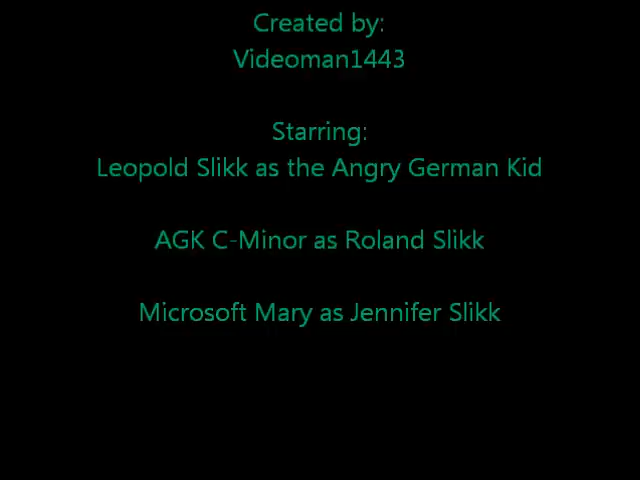 Created by:
Videoman1443
Starring:
Leopold Slikk as the Angry German Kid
AGK C-Minor as Roland Slikk
Microsoft Mary as Jennifer Slikk